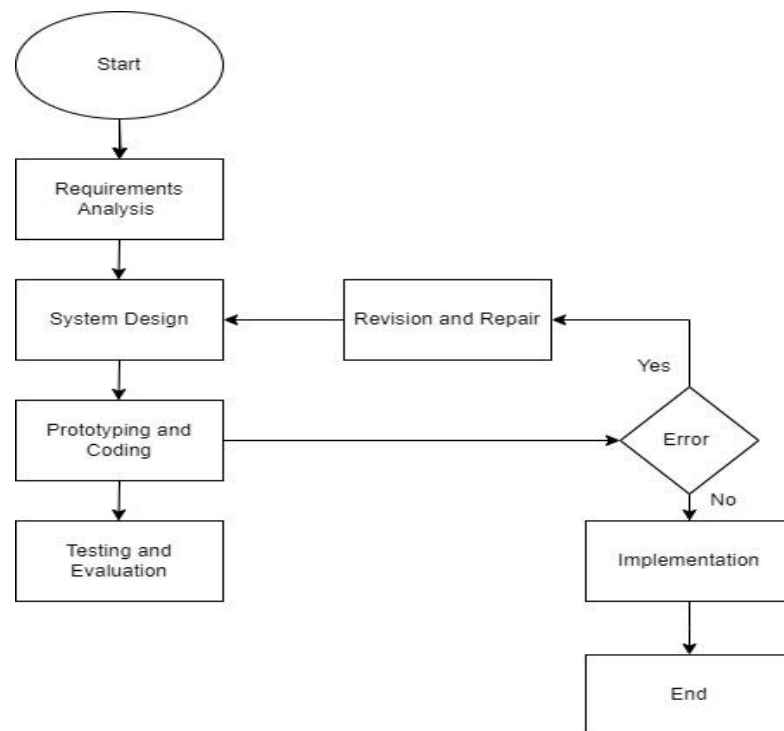 Start
Requirements
Analysis
System Design
Revision and Repair
Yes
Prototyping and
Coding
Error
No
Testing and
Evaluation
Implementation
End